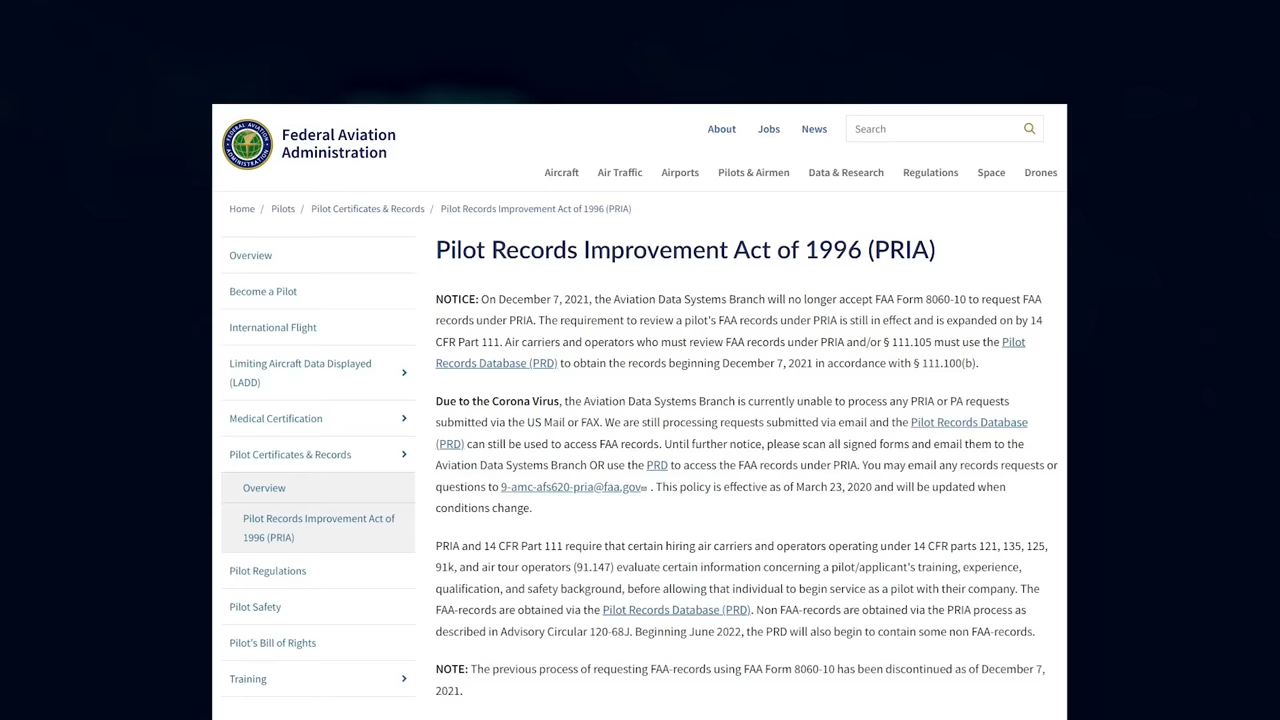 Federal Aviation
Administration
About Jobs News Search
Aircraft Air Traffic Airports Pilots & Airmen Data & Research Regulations Space Drones
Home / Pilots / Pilot Certificates & Records / Pilot Records Improvement Act of 1996 (PRIA)
Overview
Become a Pilot
International Flight
Limiting Aircraft Data Displayed
(LADD)
Medical Certification
Pilot Certificates & Records
Overview
Pilot Records Improvement Act of
1996 (PRIA)
Pilot Regulations
Pilot Safety
Pilot's Bill of Rights
Training
Pilot Records Improvement Act of 1996 (PRIA)
NOTICE: On December 7, 2021, the Aviation Data Systems Branch will no longer accept FAA Form 8060-10 to request FAA
records under PRIA. The requirement to review a pilot's FAA records under PRIA is still in effect and is expanded on by 14
CFR Part 111. Air carriers and operators who must review FAA records under PRIA and/or § 111.105 must use the Pilot
Records Database (PRD) to obtain the records beginning December 7, 2021 in accordance with § 111.100(b).
Due to the Corona Virus, the Aviation Data Systems Branch is currently unable to process any PRIA or PA requests
submitted via the US Mail or FAX. We are still processing requests submitted via email and the Pilot Records Database
(PRD) can still be used to access FAA records. Until further notice, please scan all signed forms and email them to the
Aviation Data Systems Branch OR use the PRD to access the FAA records under PRIA. You may email any records requests or
questions to 9-amc-afs620-pria@faa.gov . This policy is effective as of March 23, 2020 and will be updated when
conditions change.
PRIA and 14 CFR Part 111 require that certain hiring air carriers and operators operating under 14 CFR parts 121, 135, 125,
91k, and air tour operators (91.147) evaluate certain information concerning a pilot/applicant's training, experience,
qualification, and safety background, before allowing that individual to begin service as a pilot with their company. The
FAA-records are obtained via the Pilot Records Database (PRD). Non FAA-records are obtained via the PRIA process as
described in Advisory Circular 120-68J. Beginning June 2022, the PRD will also begin to contain some non FAA-records.
NOTE: The previous process of requesting FAA-records using FAA Form 8060-10 has been discontinued as of December 7,
2021.